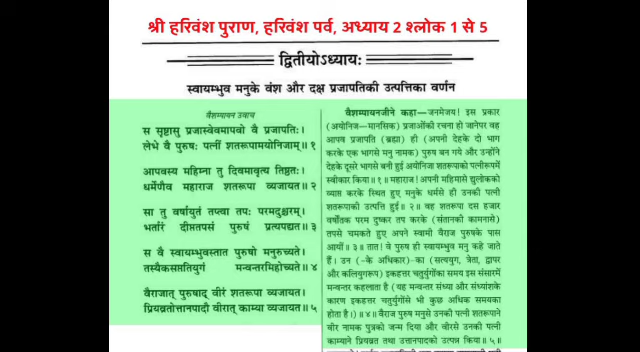 श्री हरिवंश पुराण, हरिवंश पर्व, अध्याय 2 श्लोक 1 से 5
द्वितीयोऽध्यायः
स्वायम्भुव मनुके वंश और दक्ष प्रजापतिकी उत्पत्तिका वर्णन
वैशम्पायन उवाच
स सृष्टासु प्रजास्वेवमापवो वै प्रजापतिः।
लेभे वै पुरुषः पत्नीं शतरूपामयोनिजाम्॥ १
आपवस्य महिम्ना तु दिवमावृत्य तिष्ठतः।
धर्मेणैव महाराज शतरूपा व्यजायत॥ २
सा तु वर्षायुतं तप्त्वा तपः परमदुश्चरम्।
भर्तारं दीप्ततपसं पुरुषं प्रत्यपद्यत॥ ३
स वै स्वायम्भुवस्तात पुरुषो मनुरुच्यते।
तस्यैकसप्ततियुगं मन्वन्तरमिहोच्यते॥ ४
वैराजात् पुरुषाद् वीरं शतरूपा व्यजायत।
प्रियव्रतोत्तानपादौ वीरात् काम्या व्यजायत॥ ५
वैशम्पायनजीने कहा—जनमेजय! इस प्रकार
(अयोनिज—मानसिक) प्रजाओंकी रचना हो जानेपर वह
आपव प्रजापति (ब्रह्मा) ही (अपनी देहके दो भाग
करके एक भागसे मनु नामक) पुरुष बन गये और उन्होंने
देहके दूसरे भागसे बनी हुई अयोनिजा शतरूपाको पत्नीरूपमें
स्वीकार किया॥ १॥ महाराज! अपनी महिमासे द्युलोकको
व्याप्त करके स्थित हुए मनुके धर्मसे ही उनकी पत्नी
शतरूपाकी उत्पत्ति हुई॥ २॥ वह शतरूपा दस हजार
वर्षोंतक परम दुष्कर तप करके (संतानकी कामनासे)
तपसे चमकते हुए अपने स्वामी वैराज पुरुषके पास
आयी॥ ३॥ तात! वे पुरुष ही स्वायम्भुव मनु कहे जाते
हैं। उन (-के अधिकार)-का (सत्ययुग, त्रेता, द्वापर
और कलियुगरूप) इकहत्तर चतुर्युगोंका समय इस संसारमें
मन्वन्तर कहलाता है (यह मन्वन्तर संध्या और संध्यांशके
कारण इकहत्तर चतुर्युगोंसे भी कुछ अधिक समयका
होता है।)॥ ४॥ वैराज पुरुष मनुसे उनकी पत्नी शतरूपाने
वीर नामक पुत्रको जन्म दिया और वीरसे उनकी पत्नी
काम्याने प्रियव्रत तथा उत्तानपादको उत्पन्न किया॥ ५॥